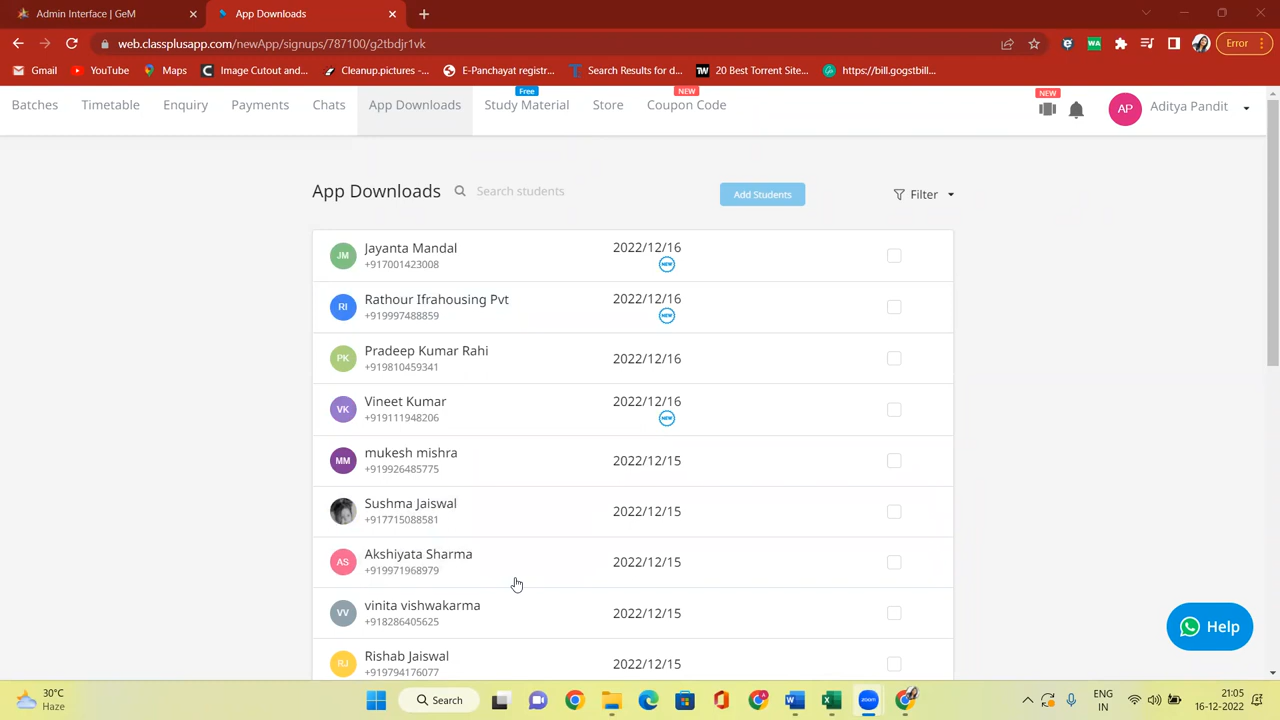 Admin Interface | GeM
App Downloads
web.classplusapp.com/newApp/signups/787100/g2tbdjr1vk
Error
Gmail
YouTube
Maps
Image Cutout and...
Cleanup.pictures -...
E-Panchayat registr...
Search Results for d...
20 Best Torrent Site...
https://bill.gogstbill...
Free
NEW
NEW
Batches
Timetable
Enquiry
Payments
Chats
App Downloads
Study Material
Store
Coupon Code
AP
Aditya Pandit
App Downloads
Search students
Add Students
Filter
JM
Jayanta Mandal
+917001423008
2022/12/16
NEW
RI
Rathour Ifrahousing Pvt
+919997488859
2022/12/16
NEW
PK
Pradeep Kumar Rahi
+919810459341
2022/12/16
VK
Vineet Kumar
+919111948206
2022/12/16
NEW
MM
mukesh mishra
+919926485775
2022/12/15
Sushma Jaiswal
+917715088581
2022/12/15
AS
Akshiyata Sharma
+919971968979
2022/12/15
VV
vinita vishwakarma
+918286405625
2022/12/15
RJ
Rishab Jaiswal
+919794176077
2022/12/15
Help
30°C
Haze
Search
zoom
ENG
IN
21:05
16-12-2022